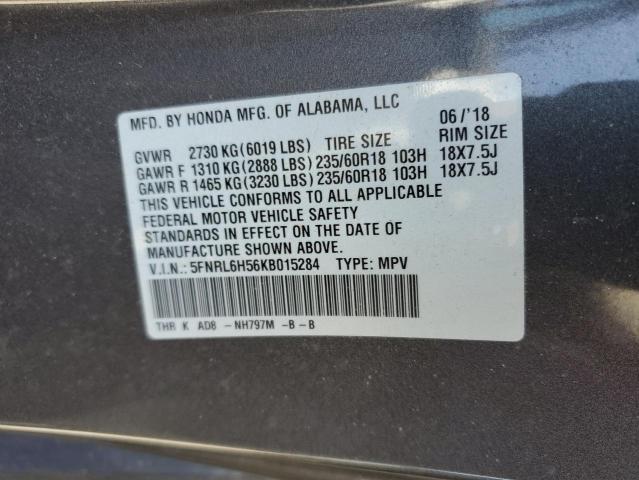 MFD. BY HONDA MFG. OF ALABAMA, LLC 06/'18
GVWR 2730 KG(6019 LBS) TIRE SIZE RIM SIZE
GAWR F 1310 KG(2888 LBS) 235/60R18 103H 18X7.5J
GAWR R 1465 KG(3230 LBS) 235/60R18 103H 18X7.5J
THIS VEHICLE CONFORMS TO ALL APPLICABLE
FEDERAL MOTOR VEHICLE SAFETY
STANDARDS IN EFFECT ON THE DATE OF
MANUFACTURE SHOWN ABOVE.
V.I.N.: 5FNRL6H56KB015284 TYPE: MPV
THR K AD8 - NH797M -B - B